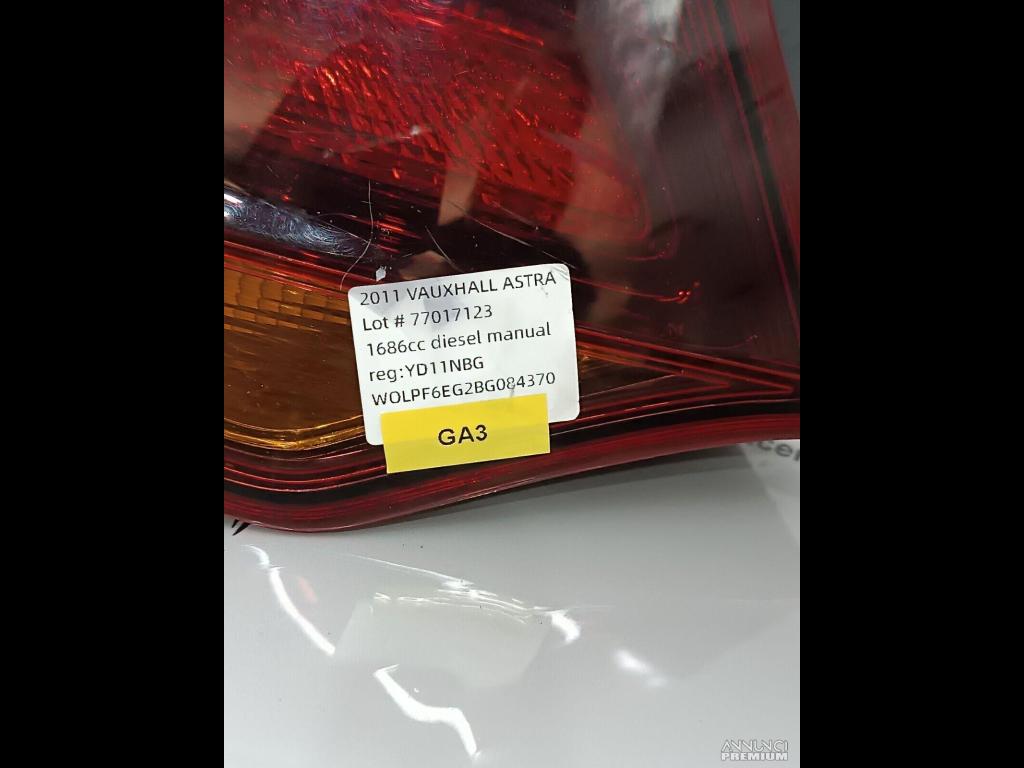 2011 VAUXHALL ASTRA
Lot # 77017123
1686cc diesel manual
reg:YD11NBG
WOLPF6EG2BG084370
GA3
ANNUNCI
PREMIUM